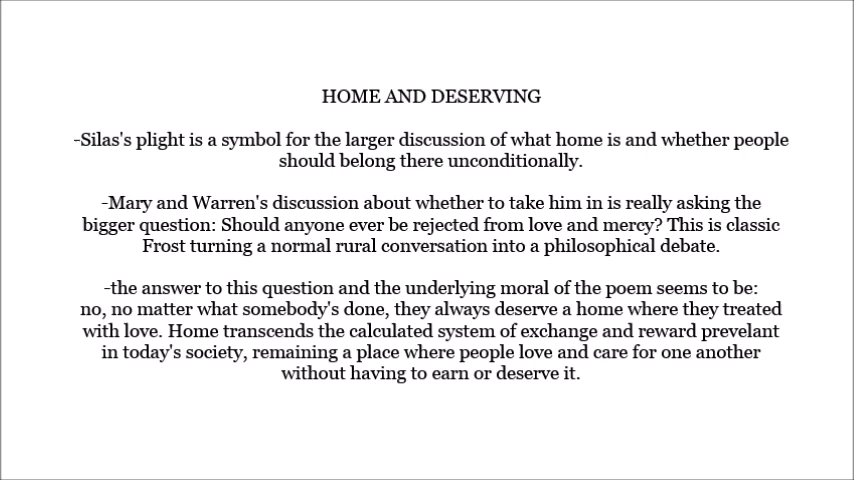 HOME AND DESERVING
-Silas's plight is a symbol for the larger discussion of what home is and whether people
should belong there unconditionally.
-Mary and Warren's discussion about whether to take him in is really asking the
bigger question: Should anyone ever be rejected from love and mercy? This is classic
Frost turning a normal rural conversation into a philosophical debate.
-the answer to this question and the underlying moral of the poem seems to be:
no, no matter what somebody's done, they always deserve a home where they treated
with love. Home transcends the calculated system of exchange and reward prevelant
in today's society, remaining a place where people love and care for one another
without having to earn or deserve it.